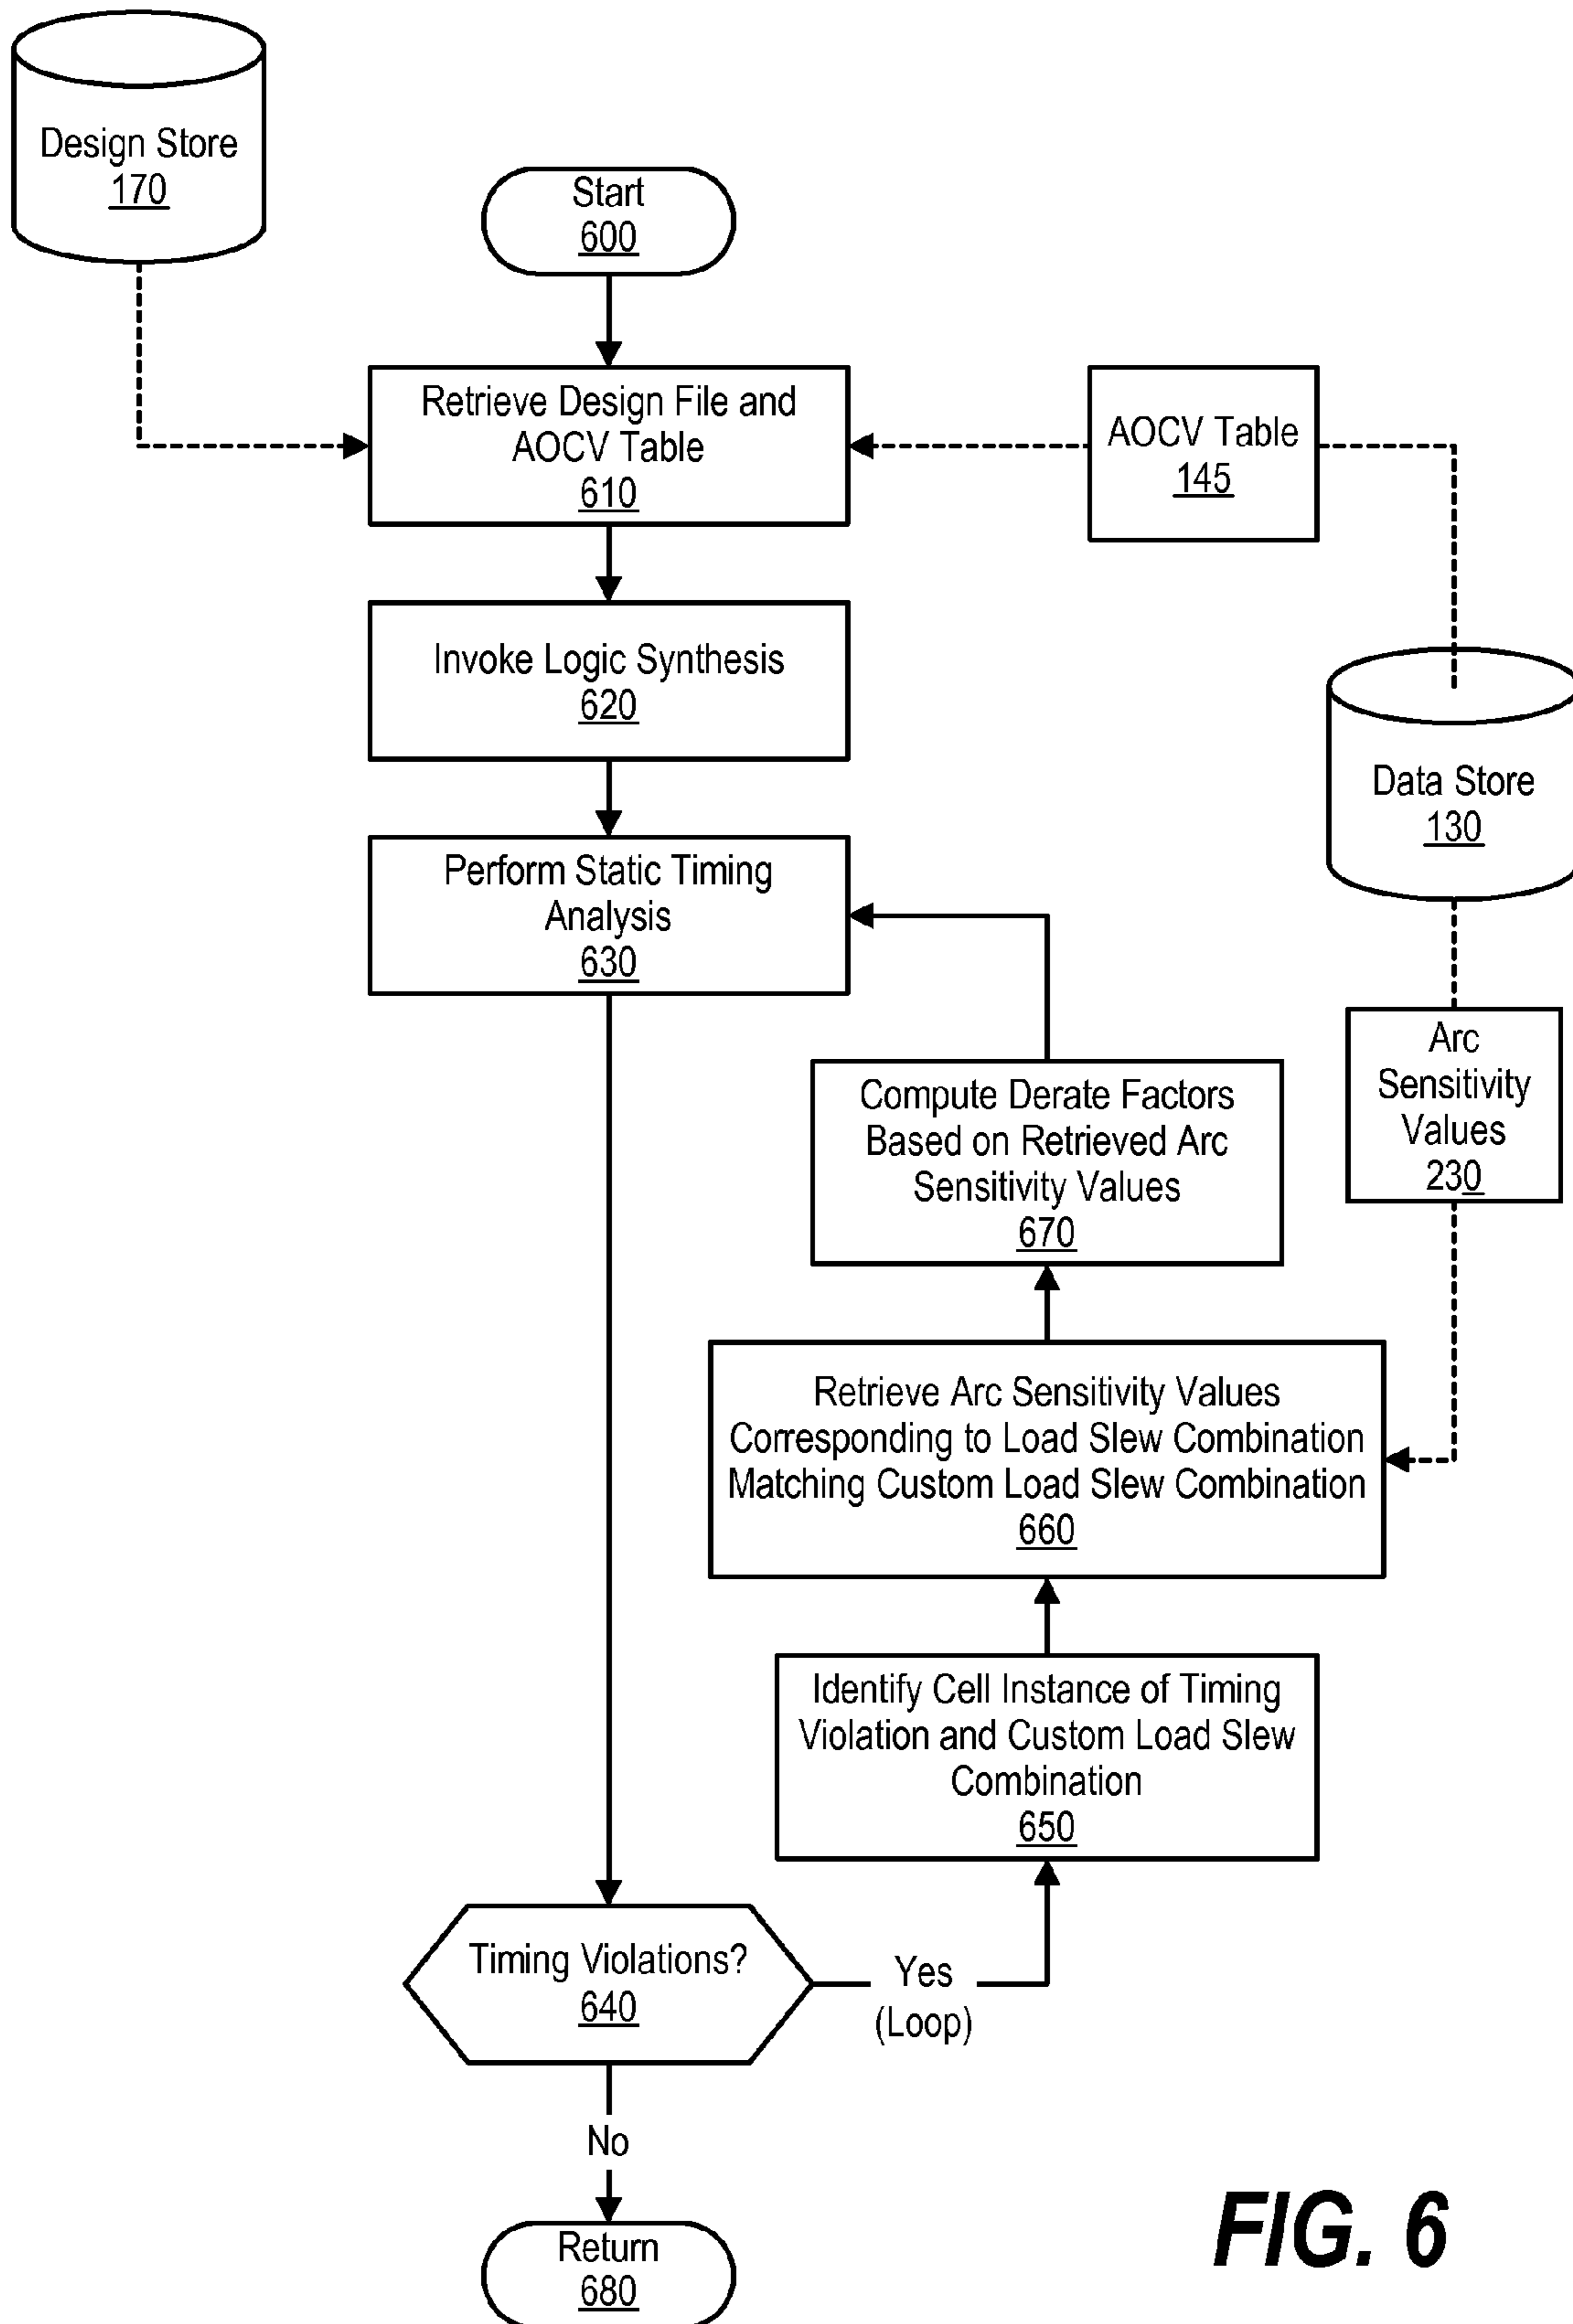 Design Store
170
Start
600
Retrieve Design File and
AOCV Table
610
AOCV Table
145
Invoke Logic Synthesis
620
Data Store
130
Perform Static Timing
Analysis
630
Arc
Sensitivity
Values
230
Compute Derate Factors
Based on Retrieved Arc
Sensitivity Values
670
Retrieve Arc Sensitivity Values
Corresponding to Load Slew Combination
Matching Custom Load Slew Combination
660
Identify Cell Instance of Timing
Violation and Custom Load Slew
Combination
650
Timing Violations?
640
Yes
(Loop)
No
Return
680
FIG. 6